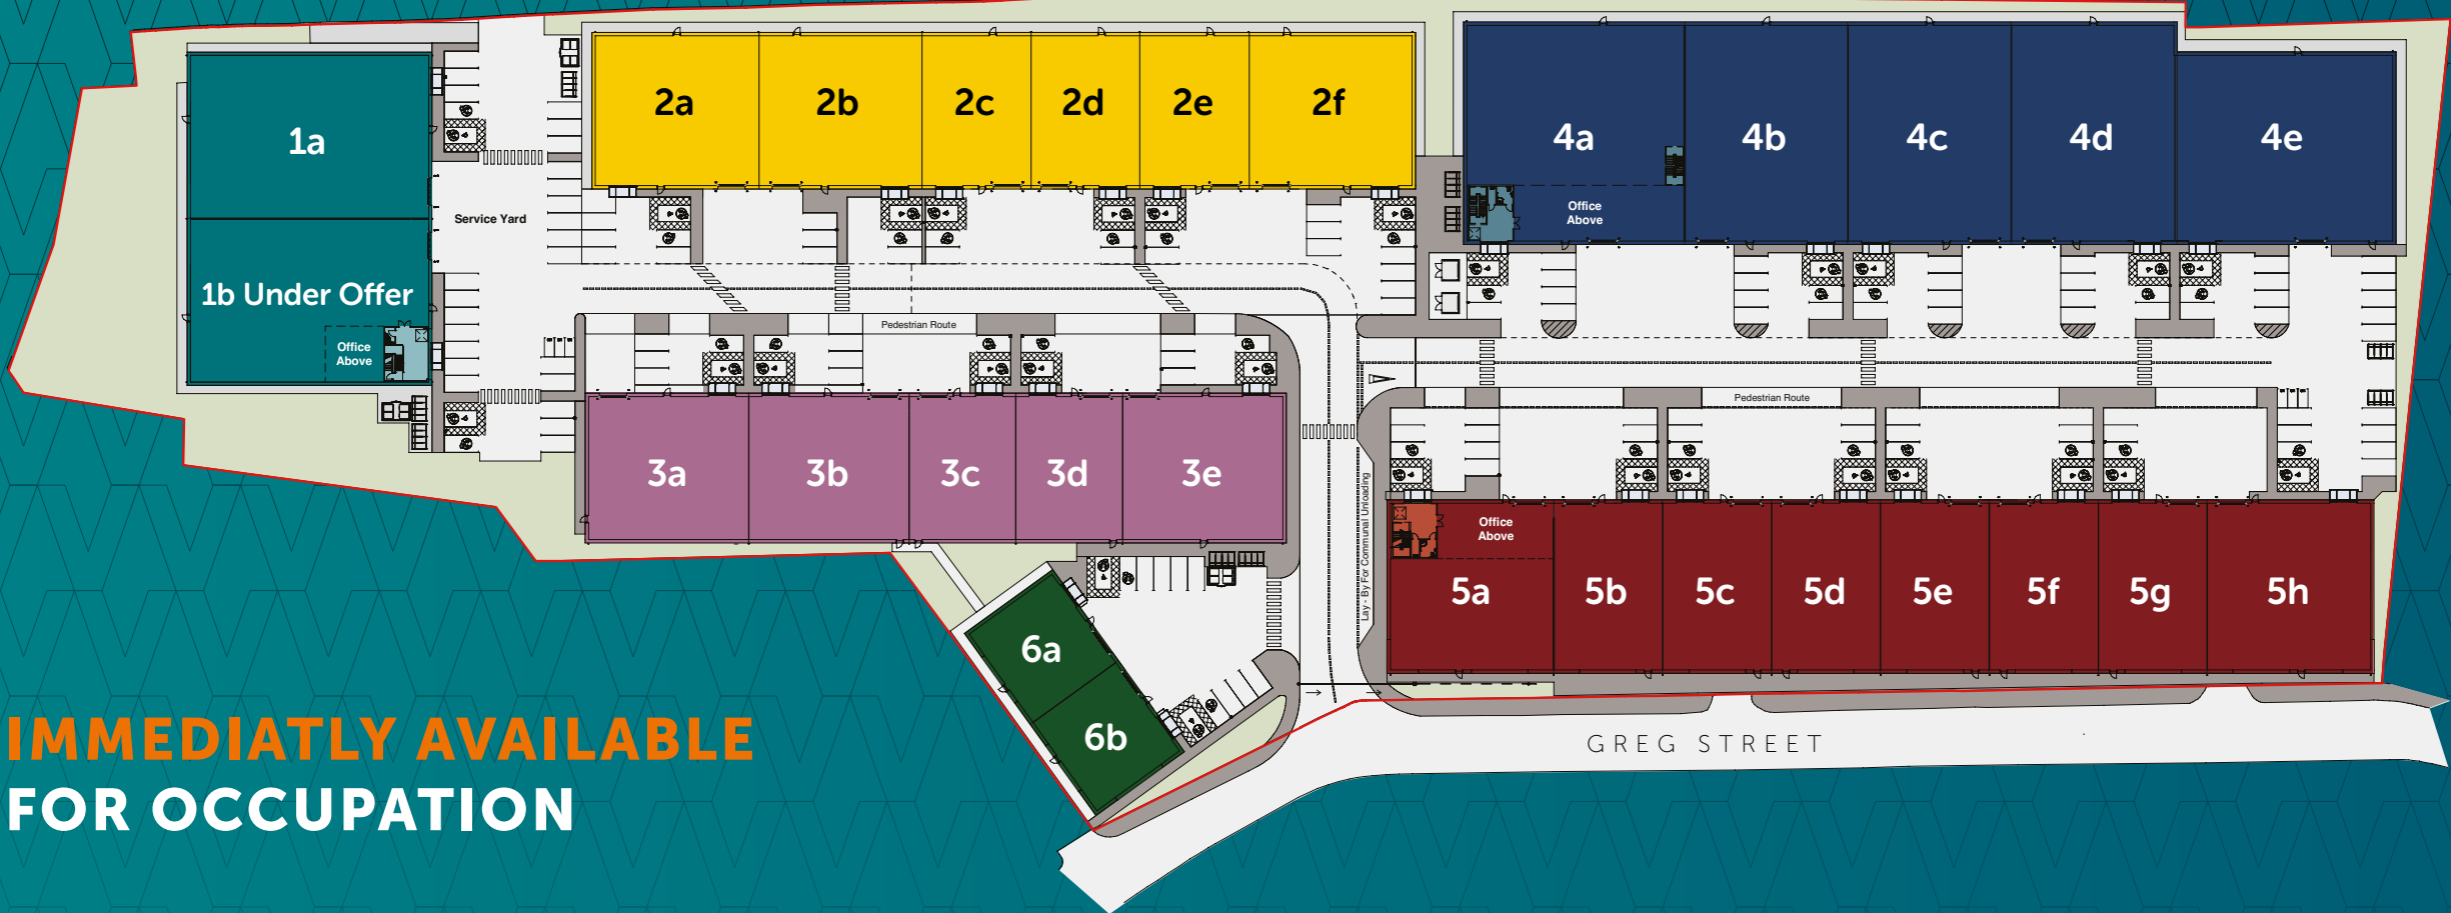 1a
1b Under Offer
Office
Above
Service Yard
2a
2b
2c
2d
2e
2f
Pedestrian Route
3a
3b
3c
3d
3e
4a
4b
4c
4d
4e
Office
Above
Pedestrian Route
Lay - By For Communal Unloading
Office
Above
5a
5b
5c
5d
5e
5f
5g
5h
6a
6b
GREG STREET
IMMEDIATLY AVAILABLE
FOR OCCUPATION